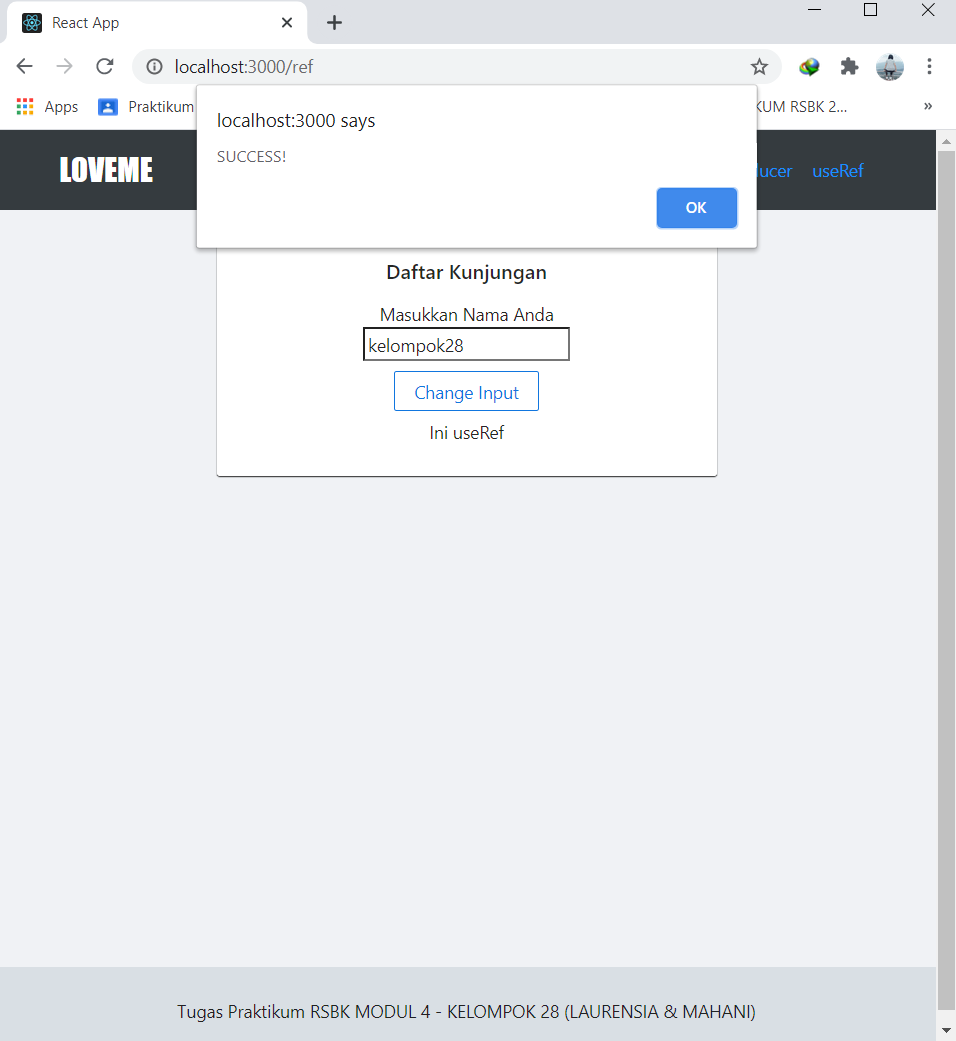 React App
localhost:3000/ref
Apps Praktikum KUM RSBK 2... »
localhost:3000 says
SUCCESS!
OK
LOVEME ducer useRef
Daftar Kunjungan
Masukkan Nama Anda
kelompok28
Change Input
Ini useRef
Tugas Praktikum RSBK MODUL 4 - KELOMPOK 28 (LAURENSIA & MAHANI)